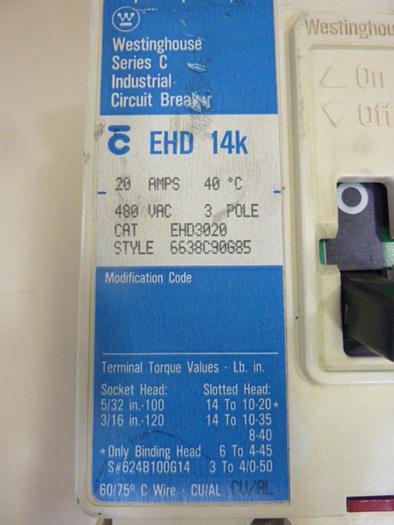 Westinghouse
Series C
Industrial
Circuit Breaker
C EHD 14k
20 AMPS 40 °C
480 VAC 3 POLE
CAT EHD3020
STYLE 6638C90G85
Modification Code
Terminal Torque Values - Lb. in.
Socket Head: Slotted Head:
5/32 in.-100 14 To 10-20*
3/16 in.-120 14 To 10-35
8-40
*Only Binding Head 6 To 4-45
S#624B100G14 3 To 4/0-50
60/75° C Wire - CU/AL CU/AL
Westinghou
On
Off